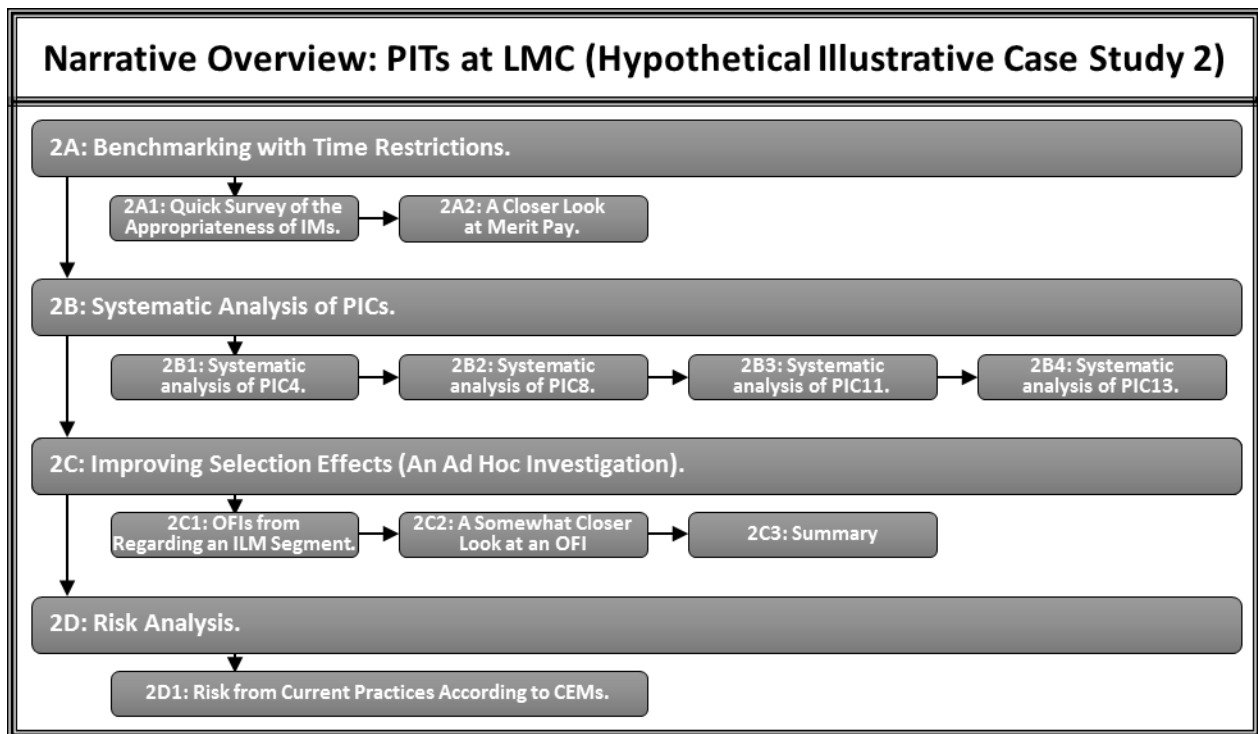 Narrative Overview: PITs at LMC (Hypothetical Illustrative Case Study 2)
2A: Benchmarking with Time Restrictions.
2A1: Quick Survey of the
Appropriateness of IMs.
2A2: A Closer Look
at Merit Pay.
2B: Systematic Analysis of PICs.
2B1: Systematic
analysis of PIC4.
2B2: Systematic
analysis of PIC8.
2B3: Systematic
analysis of PIC11.
2B4: Systematic
analysis of PIC13.
2C: Improving Selection Effects (An Ad Hoc Investigation).
2C1: OFIs from
Regarding an ILM Segment.
2C2: A Somewhat Closer
Look at an OFI
2C3: Summary
2D: Risk Analysis.
2D1: Risk from Current Practices According to CEMs.